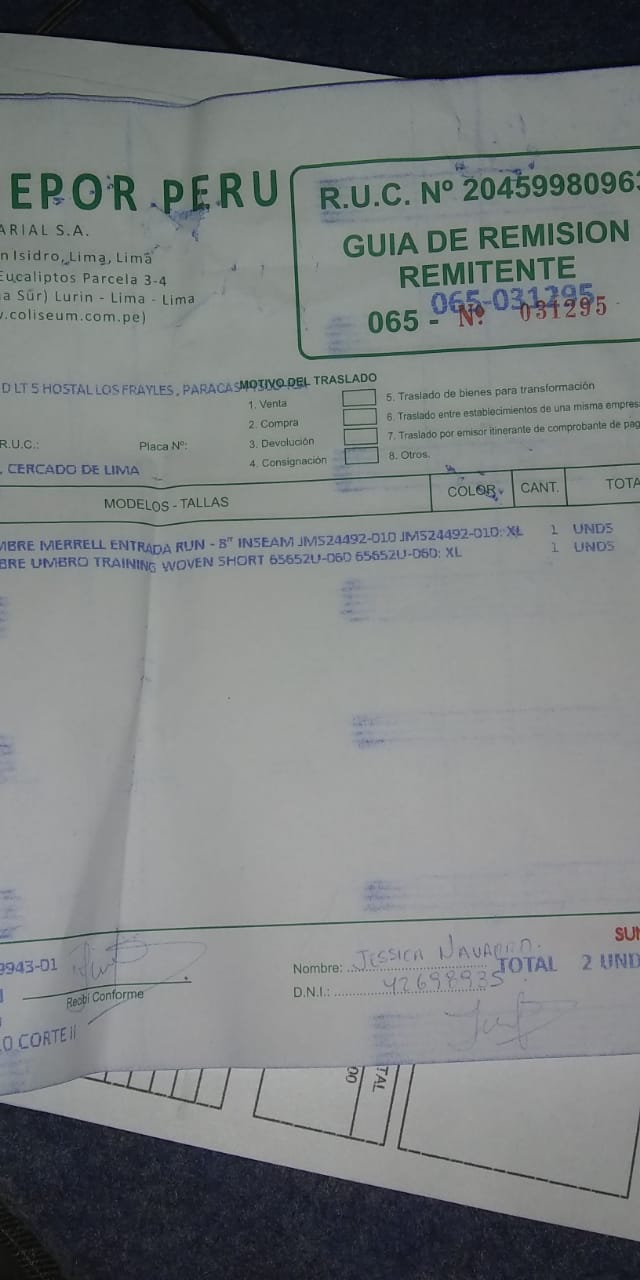 EPOR PERU
ARIAL S.A.
n Isidro, Lima, Lima
Eucaliptos Parcela 3-4
a Sur) Lurin - Lima - Lima
.coliseum.com.pe)
R.U.C. Nº 2045998096
GUIA DE REMISION
REMITENTE
065-031295
065 - Nº 031295
D LT 5 HOSTAL LOS FRAYLES, PARACAS
MOTIVO DEL TRASLADO
1. Venta
2. Compra
3. Devolución
4. Consignación
5. Traslado de bienes para transformación
6. Traslado entre establecimientos de una misma empres
7. Traslado por emisor itinerante de comprobante de pag
8. Otros.
R.U.C.: Placa Nº:
, CERCADO DE LIMA
MODELOS - TALLAS COLOR CANT. TOTA
MBRE MERRELL ENTRADA RUN - 8" INSEAM JMS24492-010 JMS24492-010: XL 1 UNDS
BRE UMBRO TRAINING WOVEN SHORT 65652U-060 65652U-060: XL 1 UNDS
SUN
9943-01
Recibi Conforme
O CORTE II
Nombre: JESSICA NAVARRO.
TOTAL 2 UND
D.N.I.: 42698935
00
TAL